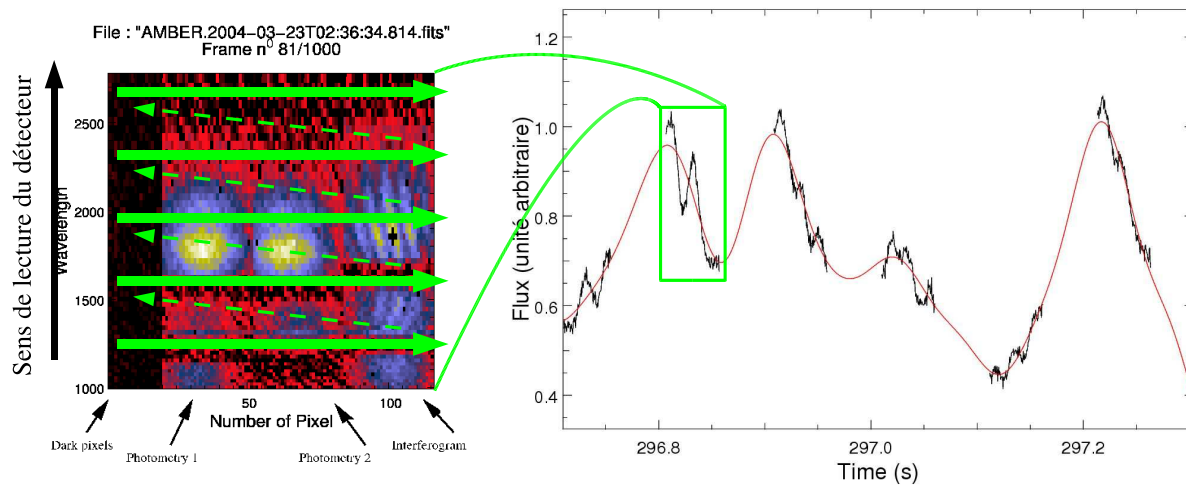 File : "AMBER.2004-03-23T02:36:34.814.fits"
Frame n0 81/1000
Sens de lecture du détecteur
Wavelength
2500
2000
1500
1000
50
100
Number of Pixel
Dark pixels
Photometry 1
Photometry 2
Interferogram
Flux (unité arbitraire)
1.2
1.0
0.8
0.6
0.4
296.8
297.0
297.2
Time (s)